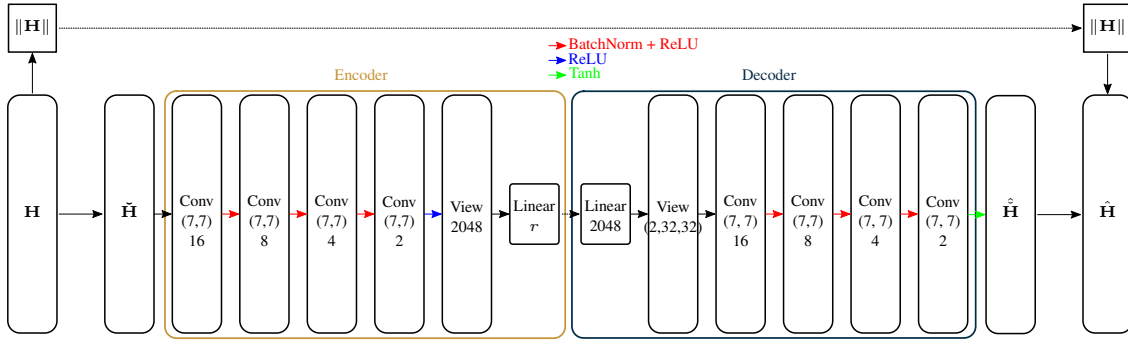 ‖H‖
‖H‖
BatchNorm + ReLU
ReLU
Tanh
Encoder
Decoder
H
H̆
Conv
(7,7)
16
Conv
(7,7)
8
Conv
(7,7)
4
Conv
(7,7)
2
View
2048
Linear
r
Linear
2048
View
(2,32,32)
Conv
(7, 7)
16
Conv
(7,7)
8
Conv
(7, 7)
4
Conv
(7, 7)
2
Ĥ